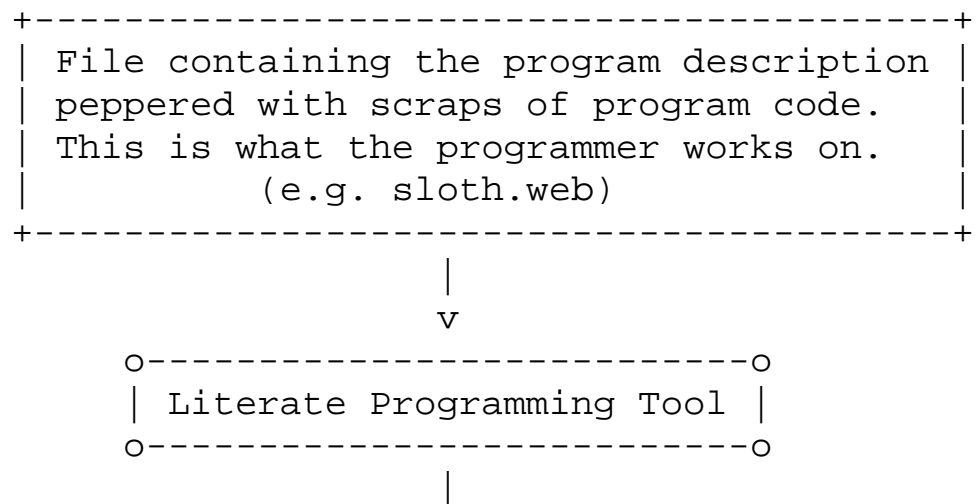 +-----------------------------------------+
| File containing the program description |
| peppered with scraps of program code.   |
| This is what the programmer works on.   |
|          (e.g. sloth.web)               |
+-----------------------------------------+
                   |
                   v
     o---------------------------o
     | Literate Programming Tool |
     o---------------------------o
                   |